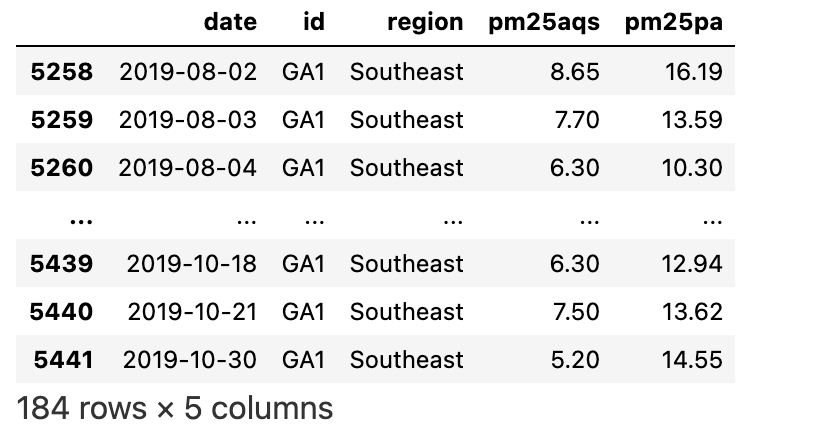 date id region pm25aqs pm25pa
5258 2019-08-02 GA1 Southeast 8.65 16.19
5259 2019-08-03 GA1 Southeast 7.70 13.59
5260 2019-08-04 GA1 Southeast 6.30 10.30
... ... ... ... ... ...
5439 2019-10-18 GA1 Southeast 6.30 12.94
5440 2019-10-21 GA1 Southeast 7.50 13.62
5441 2019-10-30 GA1 Southeast 5.20 14.55
184 rows × 5 columns